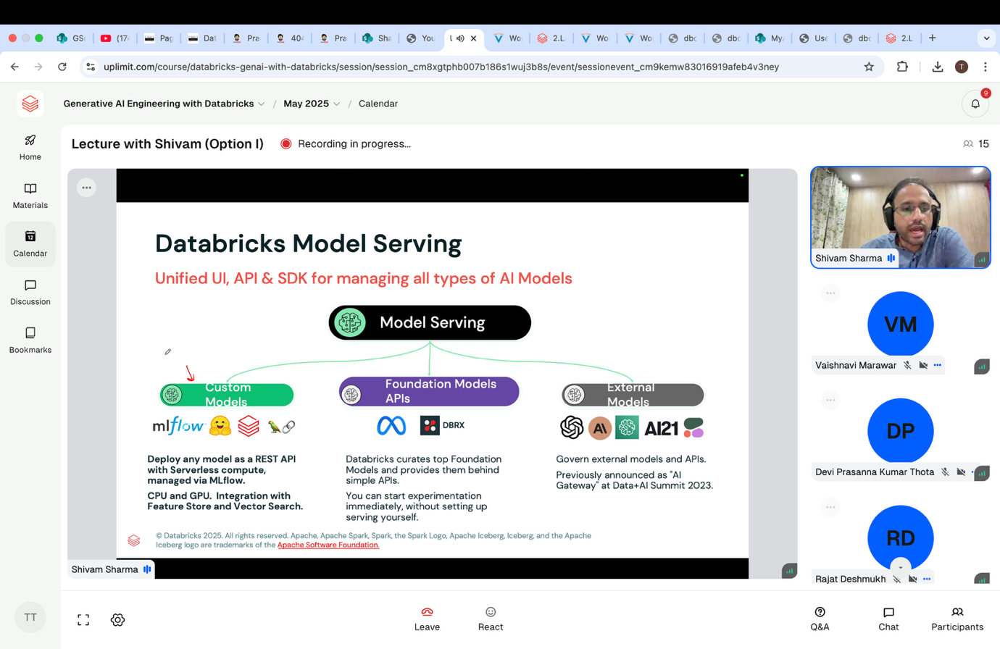 GS
(174
Pag
Dat
Pra
404
Pra
Sha
You
Wo
2.L
Wo
Wo
dbc
dbc
My
Use
dbc
2.L
uplimit.com/course/databricks-genai-with-databricks/session/session_cm8xgtphb007b186s1wuj3b8s/event/sessionevent_cm9kemw83016919afeb4v3ney
T
Generative AI Engineering with Databricks / May 2025 / Calendar
9
Home
Materials
12
Calendar
Discussion
Bookmarks
TT
Lecture with Shivam (Option I)
Recording in progress...
15
Databricks Model Serving
Unified UI, API & SDK for managing all types of AI Models
Model Serving
Custom
Models
mlflow
Deploy any model as a REST API
with Serverless compute,
managed via MLflow.
CPU and GPU. Integration with
Feature Store and Vector Search.
Foundation Models
APIs
DBRX
Databricks curates top Foundation
Models and provides them behind
simple APIs.
You can start experimentation
immediately, without setting up
serving yourself.
External
Models
AI
AI21
Govern external models and APIs.
Previously announced as "AI
Gateway" at Data+AI Summit 2023.
© Databricks 2025. All rights reserved. Apache, Apache Spark, Spark, the Spark Logo, Apache Iceberg, Iceberg, and the Apache
Iceberg logo are trademarks of the Apache Software Foundation.
Shivam Sharma
Shivam Sharma
VM
Vaishnavi Marawar
DP
Devi Prasanna Kumar Thota
RD
Rajat Deshmukh
Leave
React
Q&A
Chat
Participants